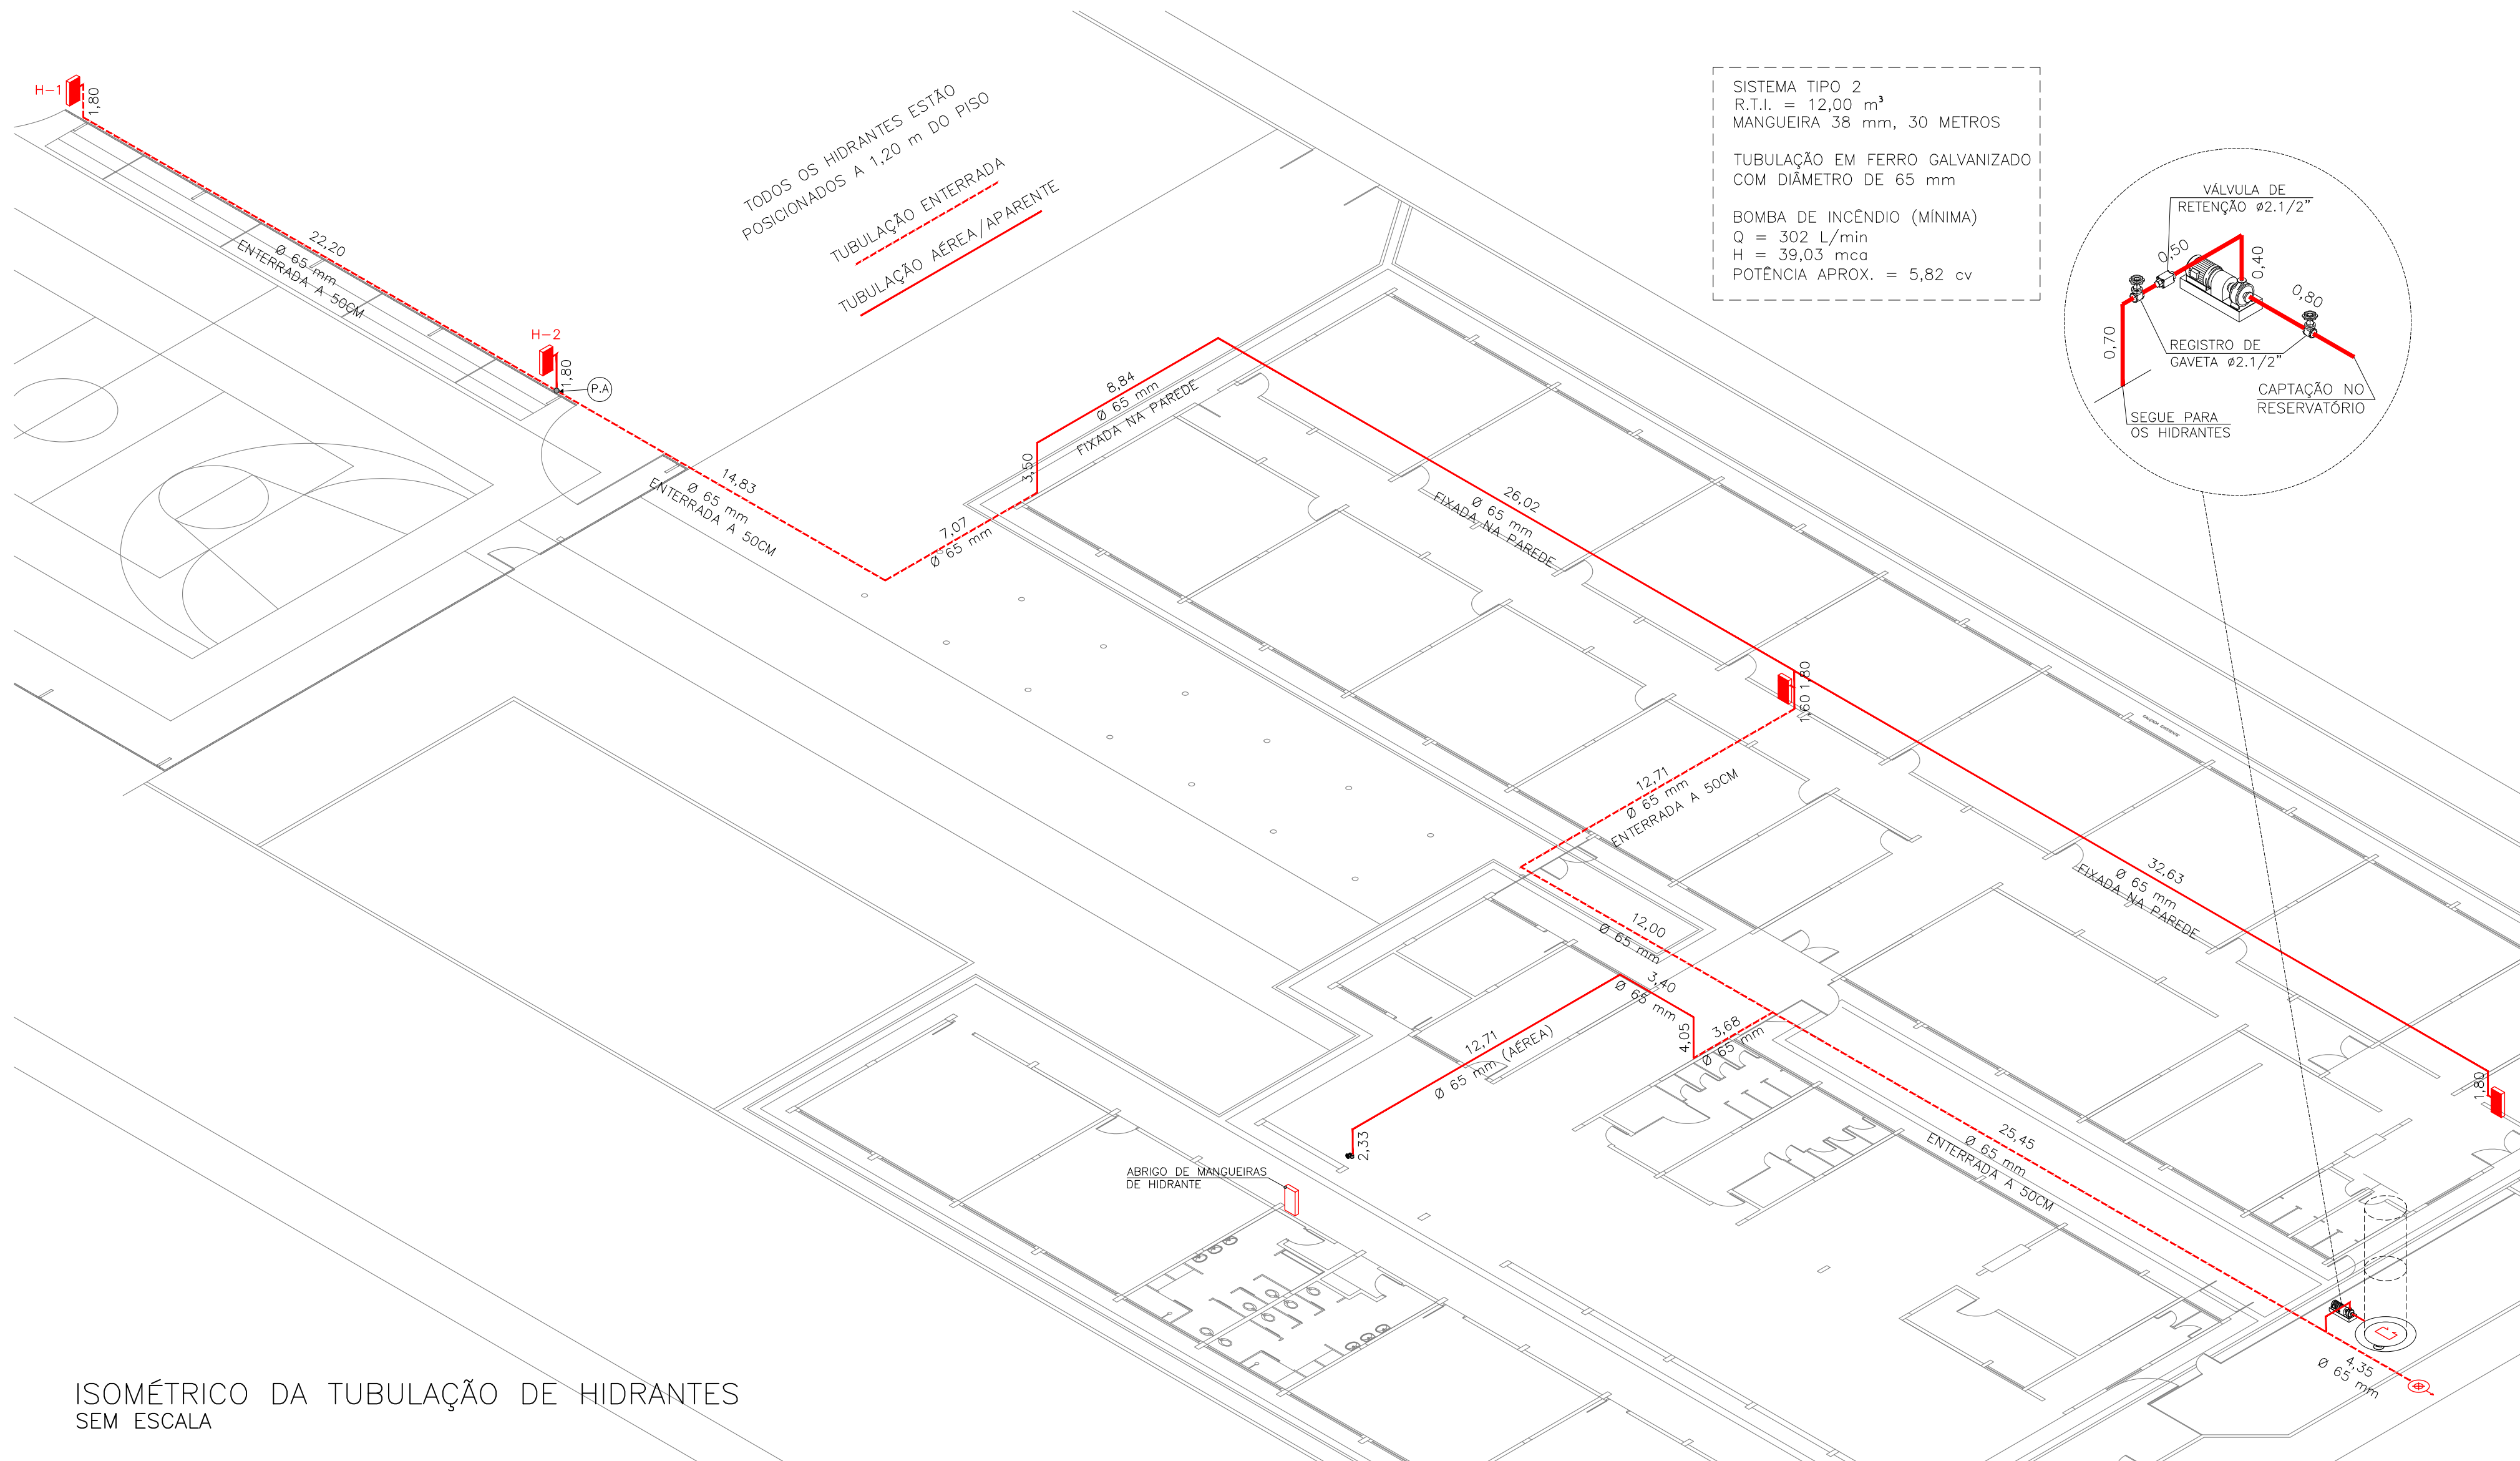 H-1
1,80
22,20
Ø 65 mm
ENTERRADA A 50CM
H-2
1,80
P.A
TODOS OS HIDRANTES ESTÃO
POSICIONADOS A 1,20 m DO PISO
TUBULAÇÃO ENTERRADA
TUBULAÇÃO AÉREA/APARENTE
SISTEMA TIPO 2
R.T.I. = 12,00 m³
MANGUEIRA 38 mm, 30 METROS
TUBULAÇÃO EM FERRO GALVANIZADO
COM DIÂMETRO DE 65 mm
BOMBA DE INCÊNDIO (MÍNIMA)
Q = 302 L/min
H = 39,03 mca
POTÊNCIA APROX. = 5,82 cv
VÁLVULA DE
RETENÇÃO ø2.1/2"
0,50
0,40
0,80
0,70
REGISTRO DE
GAVETA ø2.1/2"
CAPTAÇÃO NO
RESERVATÓRIO
SEGUE PARA
OS HIDRANTES
14,83
Ø 65 mm
ENTERRADA A 50CM
7,07
Ø 65 mm
3,50
8,84
Ø 65 mm
FIXADA NA PAREDE
26,02
Ø 65 mm
FIXADA NA PAREDE
1,60 1,80
12,71
Ø 65 mm
ENTERRADA A 50CM
32,63
Ø 65 mm
FIXADA NA PAREDE
1,80
12,00
Ø 65 mm
3,40
Ø 65 mm
4,05
3,68
Ø 65 mm
12,71
Ø 65 mm (AÉREA)
2,33
ABRIGO DE MANGUEIRAS
DE HIDRANTE
25,45
Ø 65 mm
ENTERRADA A 50CM
4,35
Ø 65 mm
ISOMÉTRICO DA TUBULAÇÃO DE HIDRANTES
SEM ESCALA